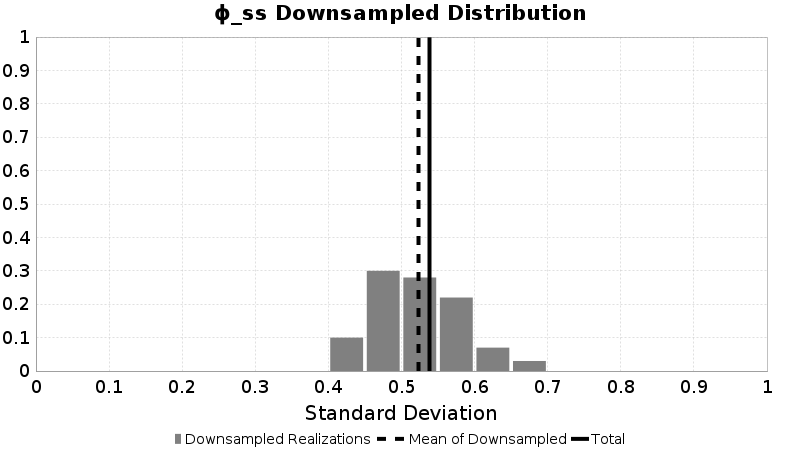 ϕ_ss Downsampled Distribution
1
0.9
0.8
0.7
0.6
0.5
0.4
0.3
0.2
0.1
0
0 0.1 0.2 0.3 0.4 0.5 0.6 0.7 0.8 0.9 1
Standard Deviation
Downsampled Realizations Mean of Downsampled Total